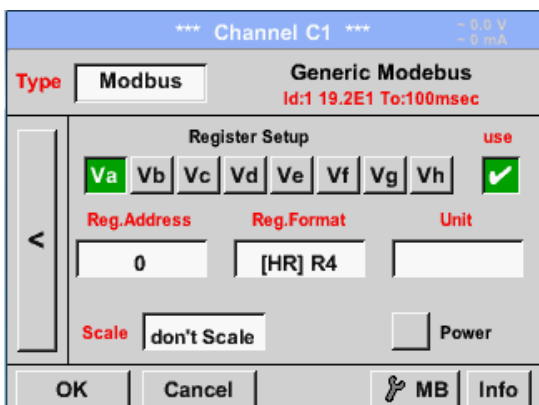 *** Channel C1 ***
~ 0.0 V
~ 0 mA
Type Modbus
Generic Modebus
Id:1 19.2E1 To:100msec
Register Setup use
Va Vb Vc Vd Ve Vf Vg Vh
Reg.Address Reg.Format Unit
<
0 [HR] R4
Scale don't Scale Power
OK Cancel MB Info